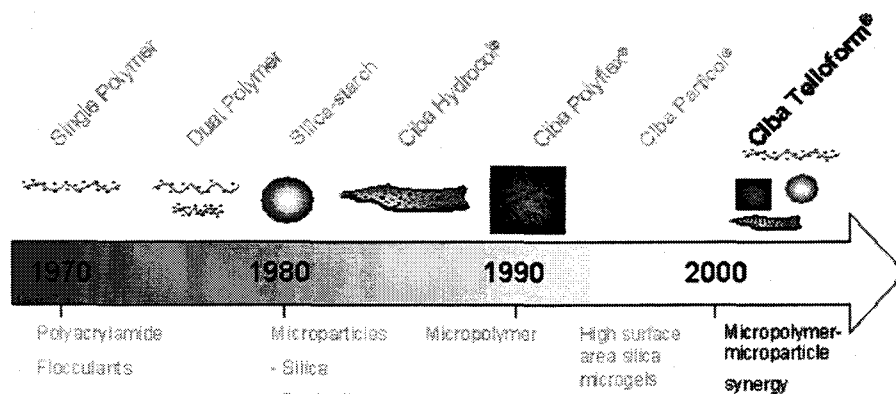 Single Polymer
Dual Polymer
Silica-starch
Ciba Hydrocol®
Ciba Polyflex®
Ciba Particol®
Ciba Telioform®
1970
1980
1990
2000
Polyacrylamide
Flocculants
Microparticles
- Silica
Micropolymer
High surface
area silica
microgels
Micropolymer-
microparticle
synergy